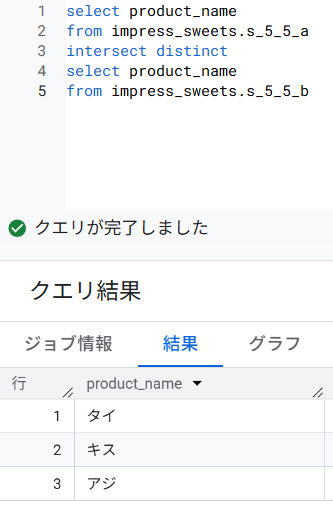 1 select product_name
2 from impress_sweets.s_5_5_a
3 intersect distinct
4 select product_name
5 from impress_sweets.s_5_5_b
クエリが完了しました
クエリ結果
ジョブ情報 結果 グラフ
行 product_name
1 タイ
2 キス
3 アジ